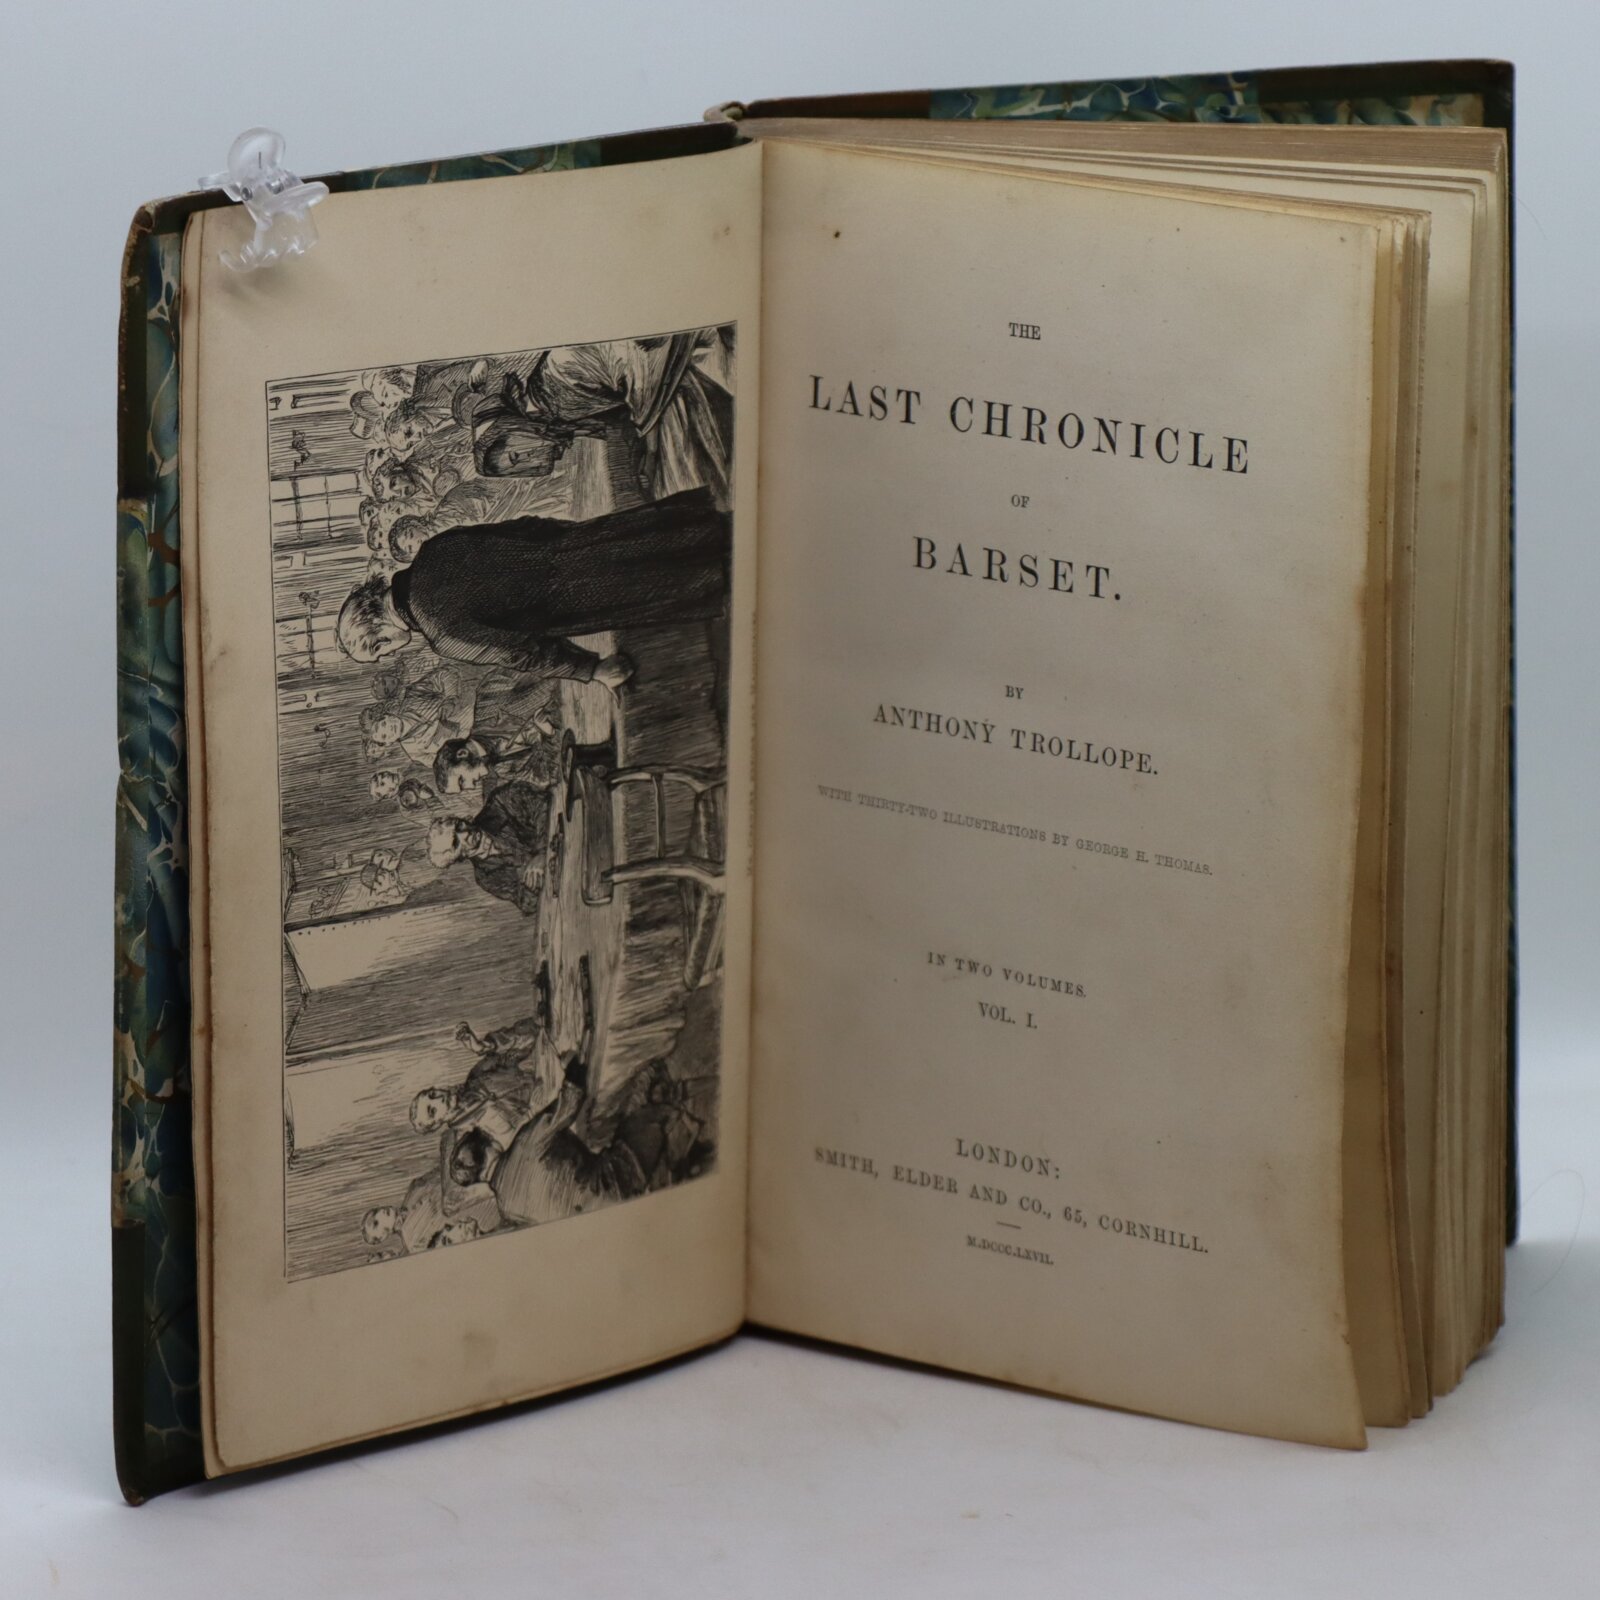 THE
LAST CHRONICLE
OF
BARSET.
BY
ANTHONY TROLLOPE.
WITH THIRTY-TWO ILLUSTRATIONS BY GEORGE H. THOMAS.
IN TWO VOLUMES.
VOL. I.
LONDON:
SMITH, ELDER AND CO., 65, CORNHILL.
M.DCCC.LXVII.